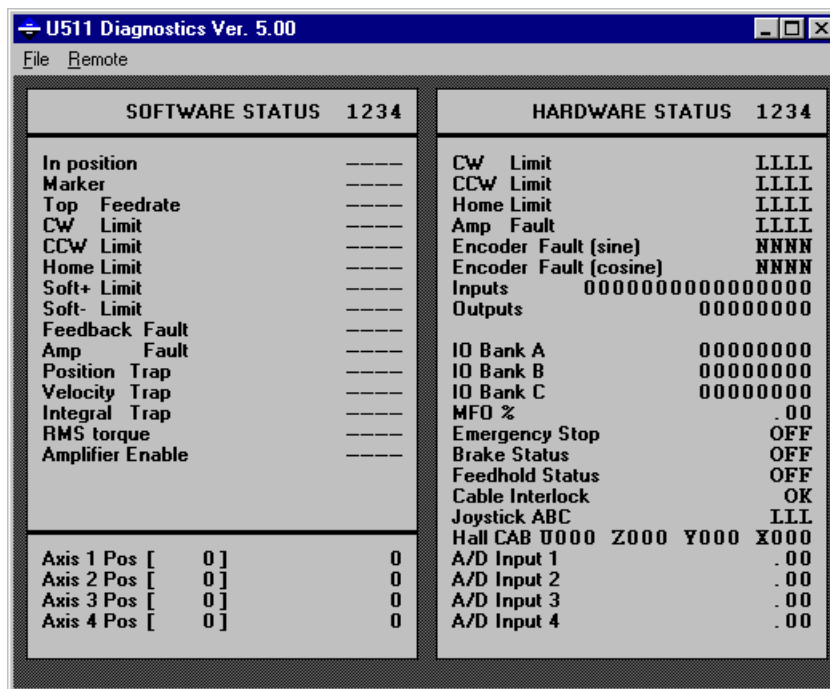 U511 Diagnostics Ver. 5.00
File Remote
SOFTWARE STATUS 1234
In position ----
Marker ----
Top Feedrate ----
CW Limit ----
CCW Limit ----
Home Limit ----
Soft+ Limit ----
Soft- Limit ----
Feedback Fault ----
Amp Fault ----
Position Trap ----
Velocity Trap ----
Integral Trap ----
RMS torque ----
Amplifier Enable ----
Axis 1 Pos [ 0] 0
Axis 2 Pos [ 0] 0
Axis 3 Pos [ 0] 0
Axis 4 Pos [ 0] 0
HARDWARE STATUS 1234
CW Limit LLLL
CCW Limit LLLL
Home Limit LLLL
Amp Fault LLLL
Encoder Fault (sine) NNNN
Encoder Fault (cosine) NNNN
Inputs 0000000000000000
Outputs 00000000
IO Bank A 00000000
IO Bank B 00000000
IO Bank C 00000000
MFO % .00
Emergency Stop OFF
Brake Status OFF
Feedhold Status OFF
Cable Interlock OK
Joystick ABC LLL
Hall CAB U000 Z000 Y000 X000
A/D Input 1 .00
A/D Input 2 .00
A/D Input 3 .00
A/D Input 4 .00